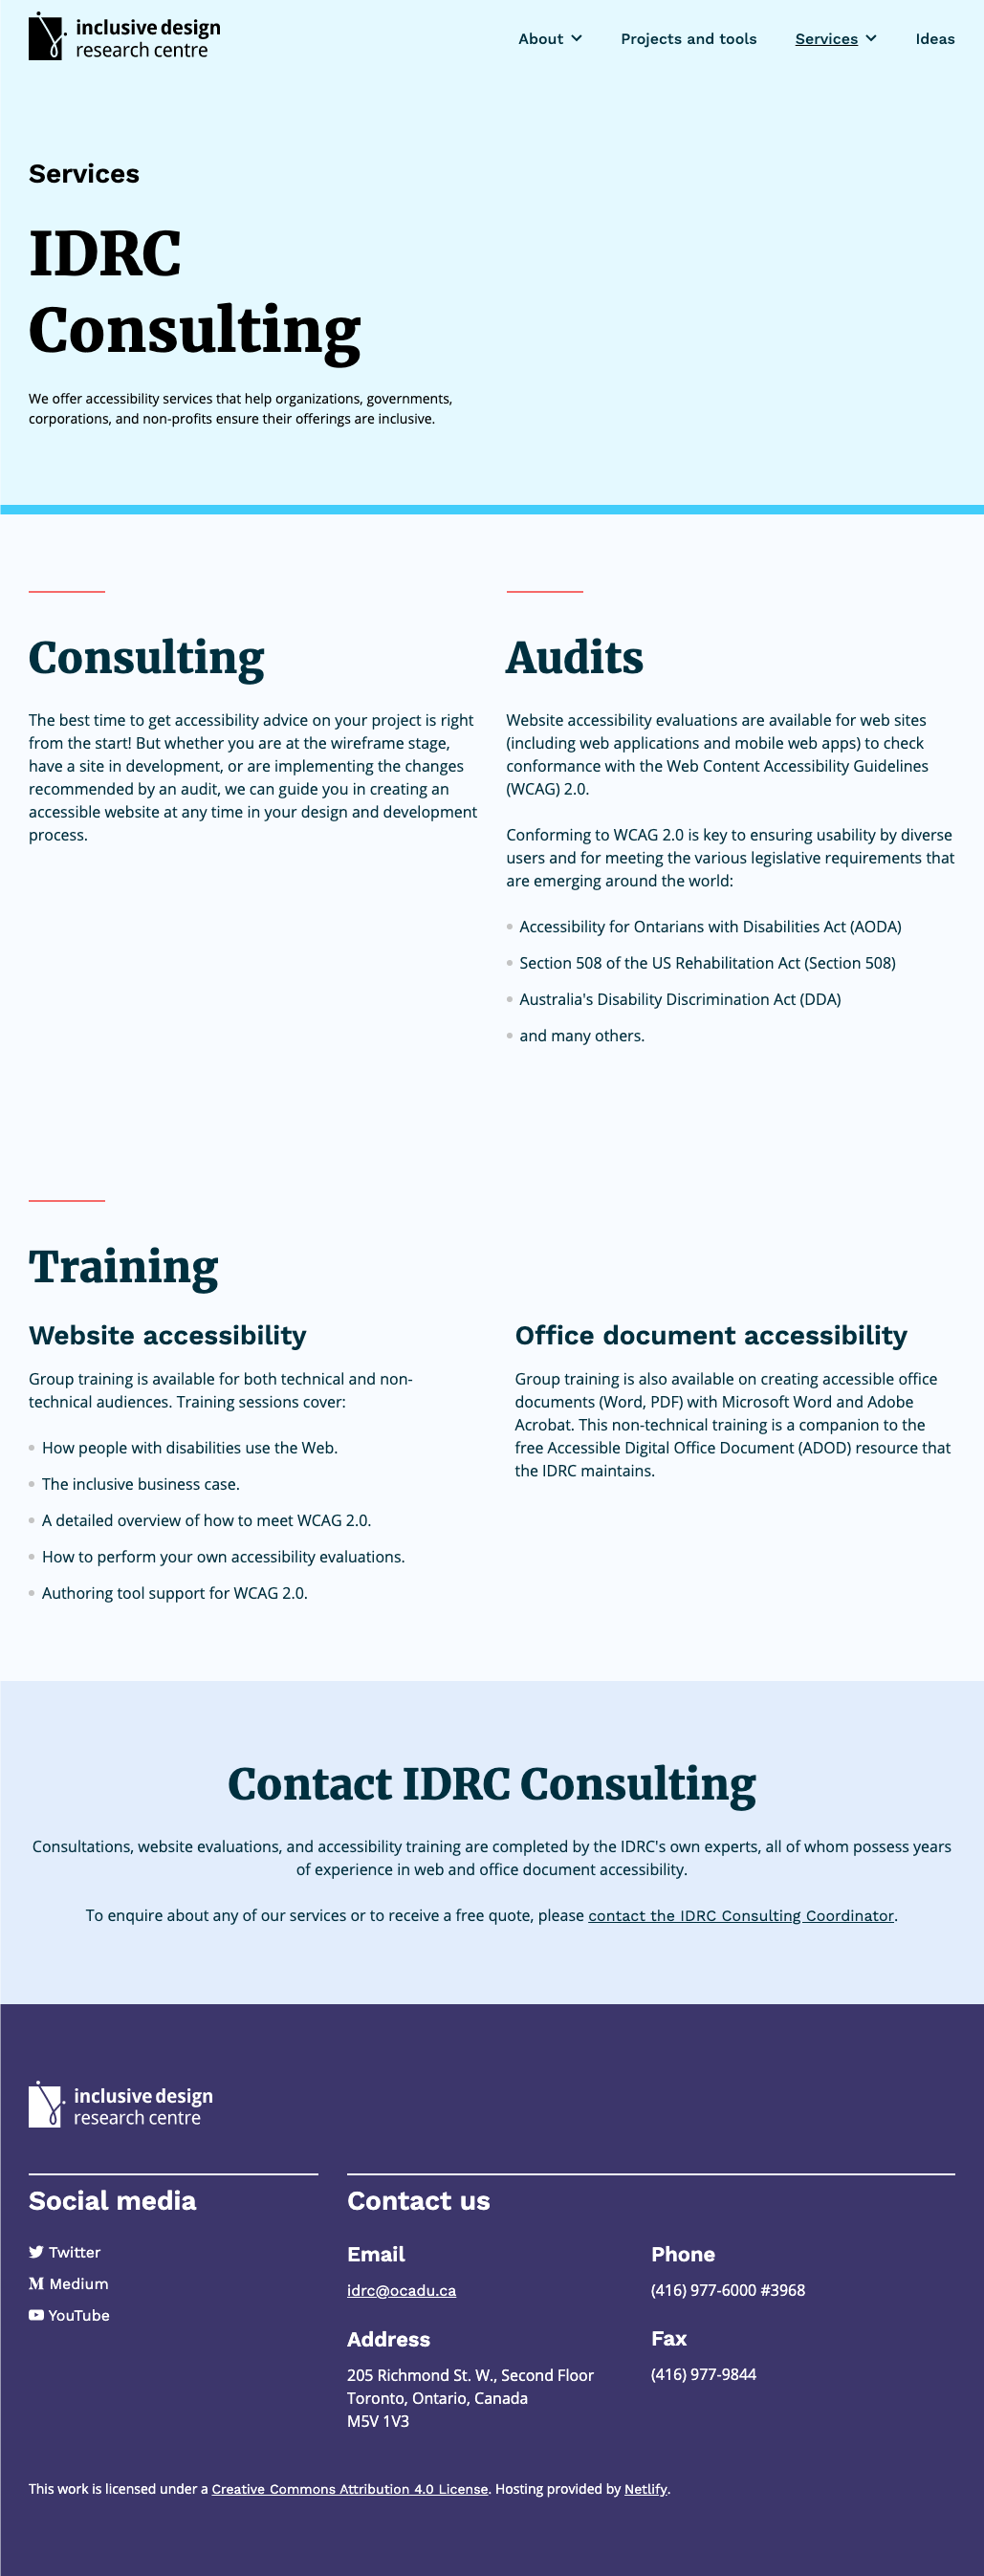 inclusive design
research centre
About
Projects and tools
Services
Ideas
Services
IDRC
Consulting
We offer accessibility services that help organizations, governments,
corporations, and non-profits ensure their offerings are inclusive.
Consulting
The best time to get accessibility advice on your project is right
from the start! But whether you are at the wireframe stage,
have a site in development, or are implementing the changes
recommended by an audit, we can guide you in creating an
accessible website at any time in your design and development
process.
Audits
Website accessibility evaluations are available for web sites
(including web applications and mobile web apps) to check
conformance with the Web Content Accessibility Guidelines
(WCAG) 2.0.
Conforming to WCAG 2.0 is key to ensuring usability by diverse
users and for meeting the various legislative requirements that
are emerging around the world:
Accessibility for Ontarians with Disabilities Act (AODA)
Section 508 of the US Rehabilitation Act (Section 508)
Australia's Disability Discrimination Act (DDA)
and many others.
Training
Website accessibility
Group training is available for both technical and non-
technical audiences. Training sessions cover:
How people with disabilities use the Web.
The inclusive business case.
A detailed overview of how to meet WCAG 2.0.
How to perform your own accessibility evaluations.
Authoring tool support for WCAG 2.0.
Office document accessibility
Group training is also available on creating accessible office
documents (Word, PDF) with Microsoft Word and Adobe
Acrobat. This non-technical training is a companion to the
free Accessible Digital Office Document (ADOD) resource that
the IDRC maintains.
Contact IDRC Consulting
Consultations, website evaluations, and accessibility training are completed by the IDRC's own experts, all of whom possess years
of experience in web and office document accessibility.
To enquire about any of our services or to receive a free quote, please contact the IDRC Consulting Coordinator.
inclusive design
research centre
Social media
Twitter
Medium
YouTube
Contact us
Email
idrc@ocadu.ca
Address
205 Richmond St. W., Second Floor
Toronto, Ontario, Canada
M5V 1V3
Phone
(416) 977-6000 #3968
Fax
(416) 977-9844
This work is licensed under a Creative Commons Attribution 4.0 License. Hosting provided by Netlify.